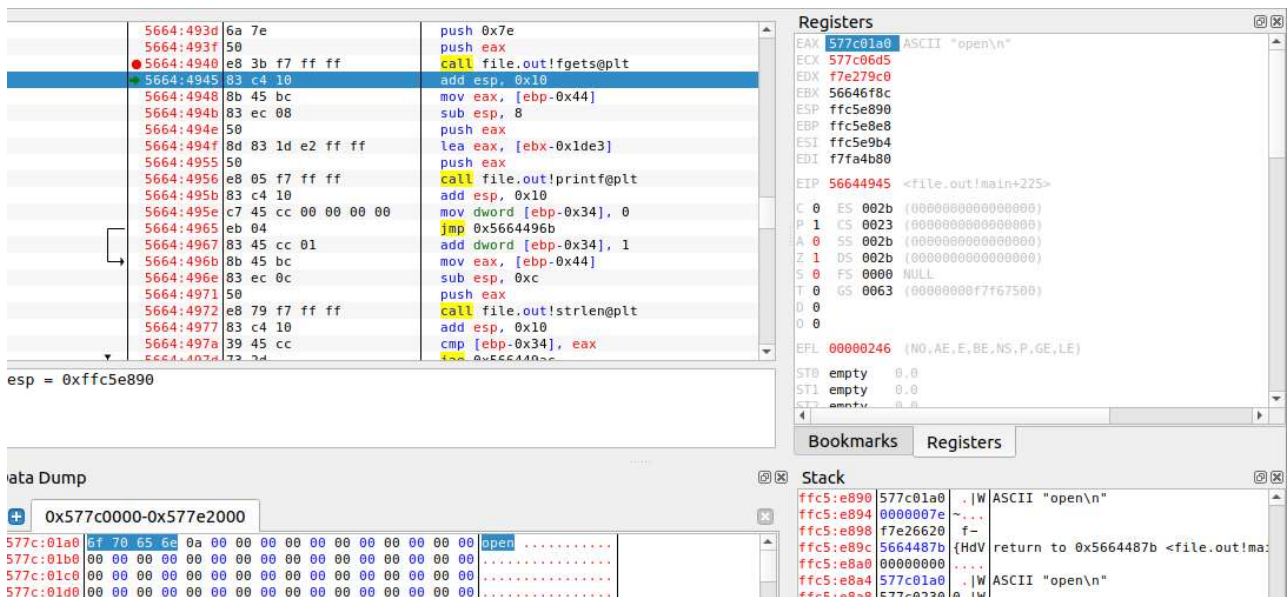 5664:493d 6a 7e push 0x7e
5664:493f 50 push eax
5664:4940 e8 3b f7 ff ff call file.out!fgets@plt
5664:4945 83 c4 10 add esp, 0x10
5664:4948 8b 45 bc mov eax, [ebp-0x44]
5664:494b 83 ec 08 sub esp, 8
5664:494e 50 push eax
5664:494f 8d 83 1d e2 ff ff lea eax, [ebx-0x1de3]
5664:4955 50 push eax
5664:4956 e8 05 f7 ff ff call file.out!printf@plt
5664:495b 83 c4 10 add esp, 0x10
5664:495e c7 45 cc 00 00 00 00 mov dword [ebp-0x34], 0
5664:4965 eb 04 jmp 0x5664496b
5664:4967 83 45 cc 01 add dword [ebp-0x34], 1
5664:496b 8b 45 bc mov eax, [ebp-0x44]
5664:496e 83 ec 0c sub esp, 0xc
5664:4971 50 push eax
5664:4972 e8 79 f7 ff ff call file.out!strlen@plt
5664:4977 83 c4 10 add esp, 0x10
5664:497a 39 45 cc cmp [ebp-0x34], eax
esp = 0xffc5e890
Registers
EAX 577c01a0 ASCII "open\n"
ECX 577c06d5
EDX f7e279c0
EBX 56646f8c
ESP ffc5e890
EBP ffc5e8e8
ESI ffc5e9b4
EDI f7fa4b80
EIP 56644945 <file.out!main+225>
C 0 ES 002b (0000000000000000)
P 1 CS 0023 (0000000000000000)
A 0 SS 002b (0000000000000000)
Z 1 DS 002b (0000000000000000)
S 0 FS 0000 NULL
T 0 GS 0063 (00000000f7f67500)
D 0
O 0
EFL 00000246 (NO,AE,E,BE,NS,P,GE,LE)
ST0 empty 0.0
ST1 empty 0.0
ST2 empty 0.0
Bookmarks Registers
ata Dump
0x577c0000-0x577e2000
577c:01a0 6f 70 65 6e 0a 00 00 00 00 00 00 00 00 00 00 00 open ...........
577c:01b0 00 00 00 00 00 00 00 00 00 00 00 00 00 00 00 00 ................
577c:01c0 00 00 00 00 00 00 00 00 00 00 00 00 00 00 00 00 ................
577c:01d0 00 00 00 00 00 00 00 00 00 00 00 00 00 00 00 00 ................
Stack
ffc5:e890 577c01a0 .|W ASCII "open\n"
ffc5:e894 0000007e ~...
ffc5:e898 f7e26620 f-
ffc5:e89c 5664487b {HdV return to 0x5664487b <file.out!ma
ffc5:e8a0 00000000 ....
ffc5:e8a4 577c01a0 .|W ASCII "open\n"
ffc5:e8a8 577c0230 0.|W